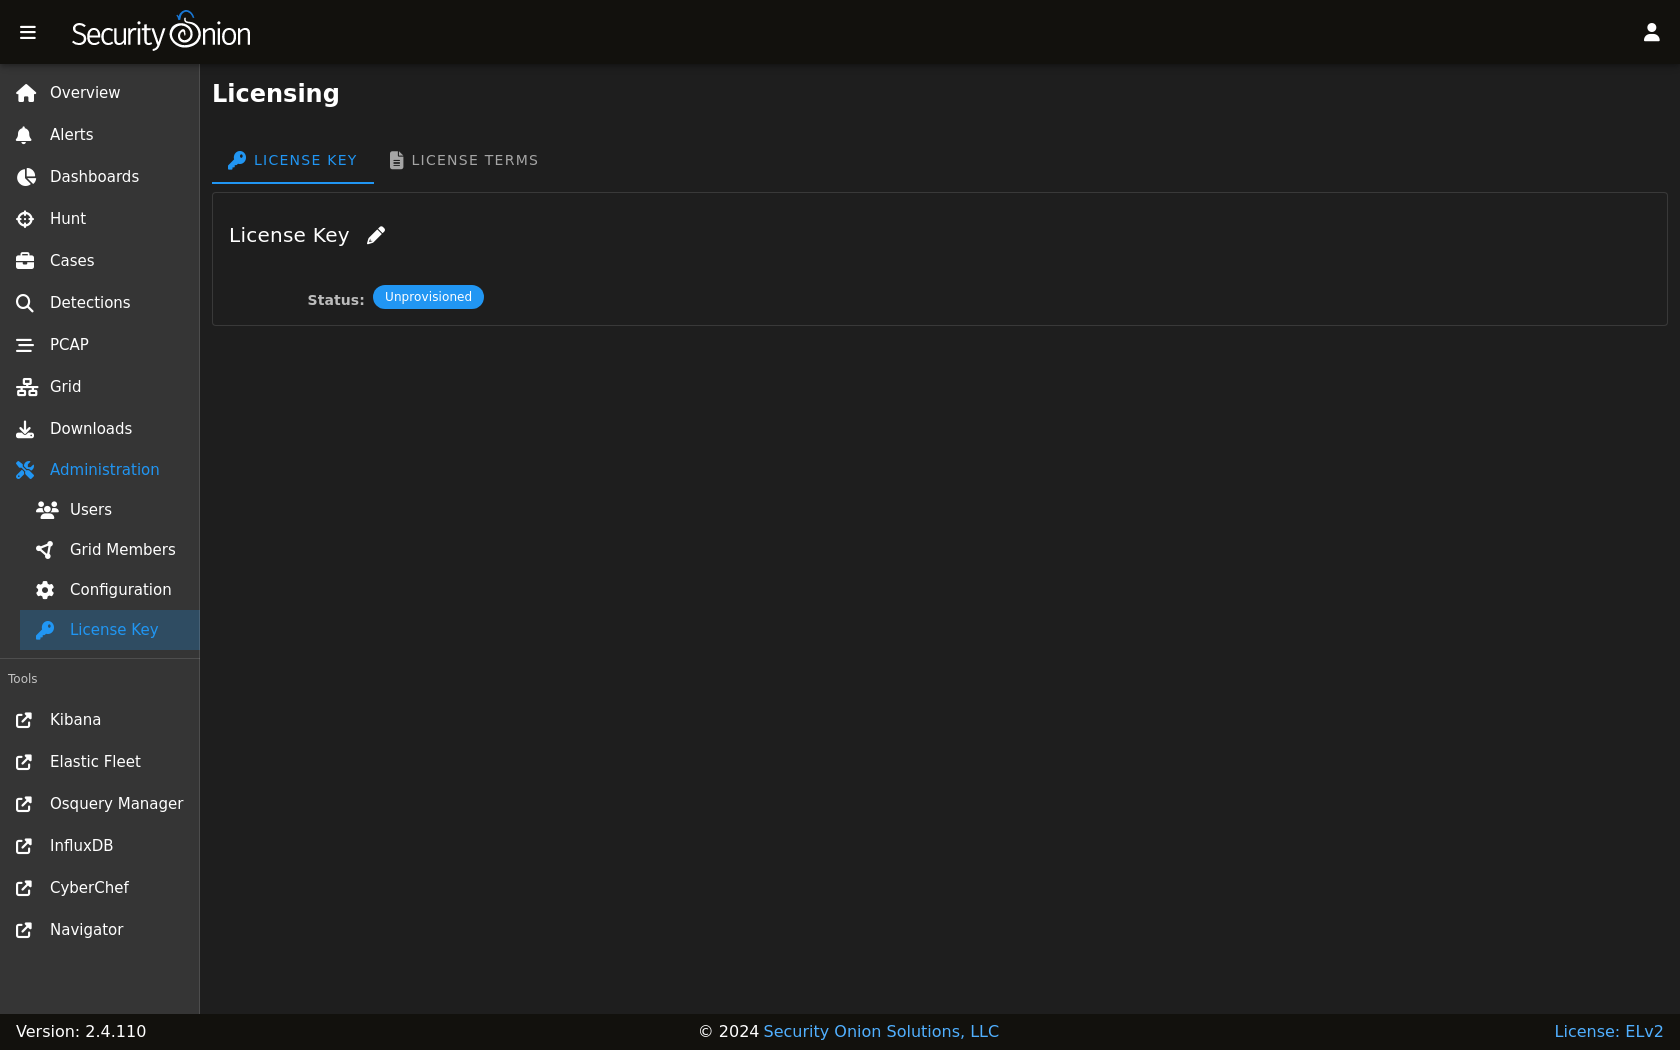 Security Onion
Overview
Alerts
Dashboards
Hunt
Cases
Detections
PCAP
Grid
Downloads
Administration
Users
Grid Members
Configuration
License Key
Tools
Kibana
Elastic Fleet
Osquery Manager
InfluxDB
CyberChef
Navigator
Licensing
LICENSE KEY LICENSE TERMS
License Key
Status: Unprovisioned
Version: 2.4.110 © 2024 Security Onion Solutions, LLC License: ELv2